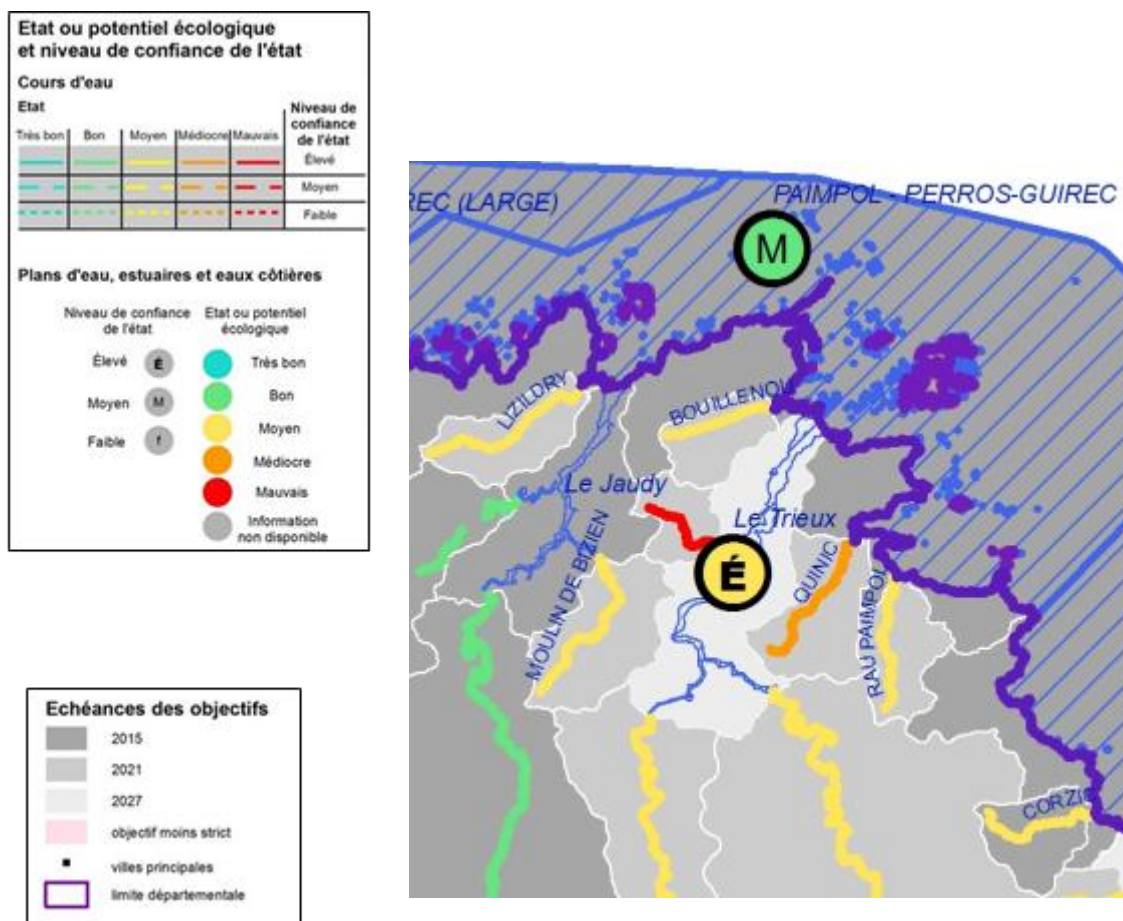 Etat ou potentiel écologique
et niveau de confiance de l'état
Cours d'eau
Etat
Très bon Bon Moyen Médiocre Mauvais
Niveau de
confiance
de l'état
Élevé
Moyen
Faible
Plans d'eau, estuaires et eaux côtières
Niveau de confiance
de l'état
Etat ou potentiel
écologique
Élevé É Très bon
Moyen M Bon
Faible f Moyen
Médiocre
Mauvais
Information
non disponible
Echéances des objectifs
2015
2021
2027
objectif moins strict
villes principales
limite départementale
REC (LARGE)
PAIMPOL - PERROS-GUIREC
M
LIZILDRY
BOUILLENOU
Le Jaudy
Le Trieux
É
MOULIN DE BIZIEN
QUINIC
RAU PAIMPOL
CORZIC